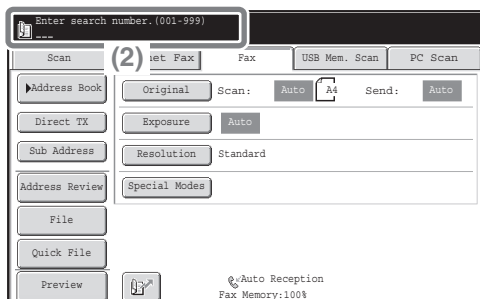 Enter search number.(001-999)
___
(2)
Scan
net Fax
Fax
USB Mem. Scan
PC Scan
Address Book
Original
Scan:
Auto
A4
Send:
Auto
Direct TX
Exposure
Auto
Sub Address
Resolution
Standard
Address Review
Special Modes
File
Quick File
Preview
Auto Reception
Fax Memory:100%